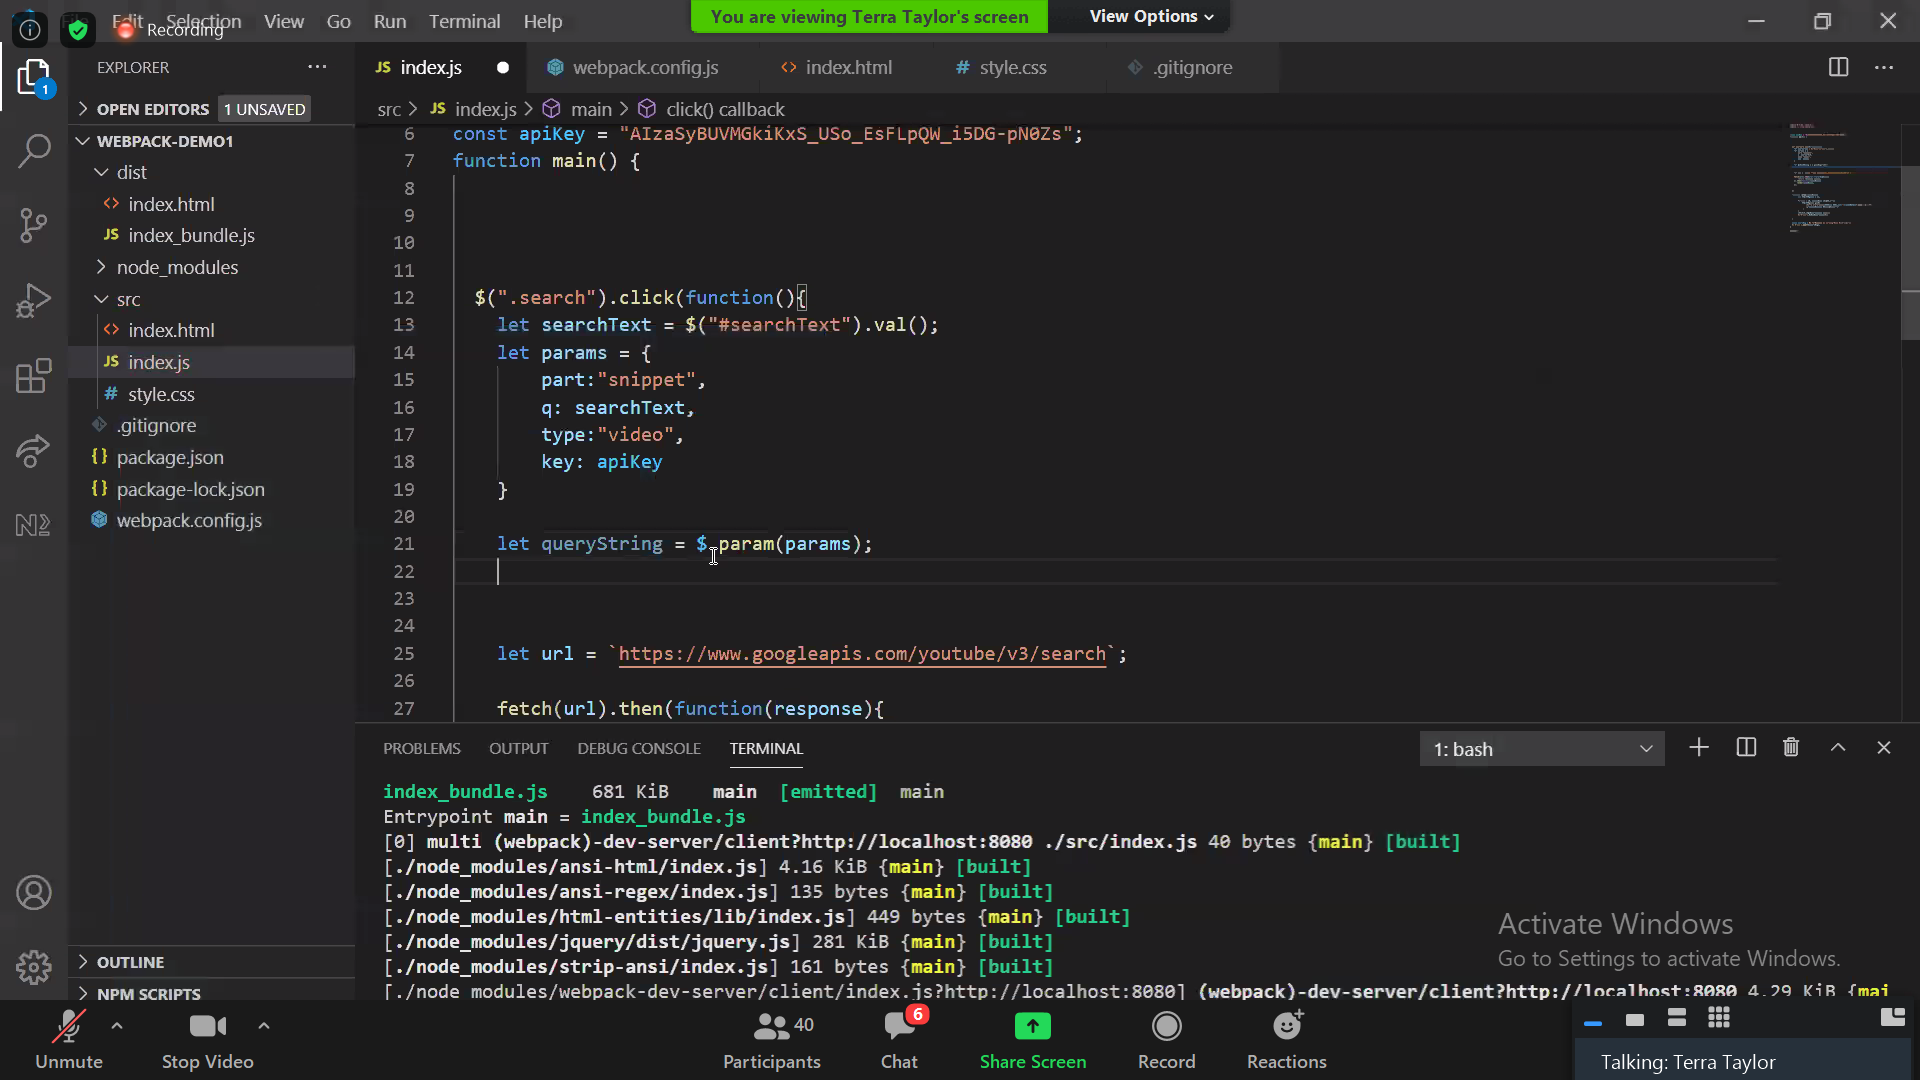 Edit Selection View Go Run Terminal Help
Recording
You are viewing Terra Taylor's screen
View Options
EXPLORER
JS index.js
webpack.config.js
<> index.html
# style.css
.gitignore
OPEN EDITORS 1 UNSAVED
src > JS index.js > main > click() callback
1
WEBPACK-DEMO1
dist
<> index.html
JS index_bundle.js
node_modules
src
<> index.html
JS index.js
# style.css
.gitignore
{} package.json
{} package-lock.json
webpack.config.js
OUTLINE
NPM SCRIPTS
6 const apiKey = "AIzaSyBUVMGkiKxS_USo_EsFLpQW_i5DG-pN0Zs";
7 function main() {
8
9
10
11
12 $(".search").click(function(){
13 let searchText = $("#searchText").val();
14 let params = {
15 part:"snippet",
16 q: searchText,
17 type:"video",
18 key: apiKey
19 }
20
21 let queryString = $.param(params);
22
23
24
25 let url = `https://www.googleapis.com/youtube/v3/search`;
26
27 fetch(url).then(function(response){
PROBLEMS OUTPUT DEBUG CONSOLE TERMINAL
1: bash
index_bundle.js 681 KiB main [emitted] main
Entrypoint main = index_bundle.js
[0] multi (webpack)-dev-server/client?http://localhost:8080 ./src/index.js 40 bytes {main} [built]
[./node_modules/ansi-html/index.js] 4.16 KiB {main} [built]
[./node_modules/ansi-regex/index.js] 135 bytes {main} [built]
[./node_modules/html-entities/lib/index.js] 449 bytes {main} [built]
[./node_modules/jquery/dist/jquery.js] 281 KiB {main} [built]
[./node_modules/strip-ansi/index.js] 161 bytes {main} [built]
[./node_modules/webpack-dev-server/client/index.js?http://localhost:8080] (webpack)-dev-server/client?http://localhost:8080 4.29 KiB {mai
Activate Windows
Go to Settings to activate Windows.
Unmute
Stop Video
40
Participants
6
Chat
Share Screen
Record
Reactions
Talking: Terra Taylor